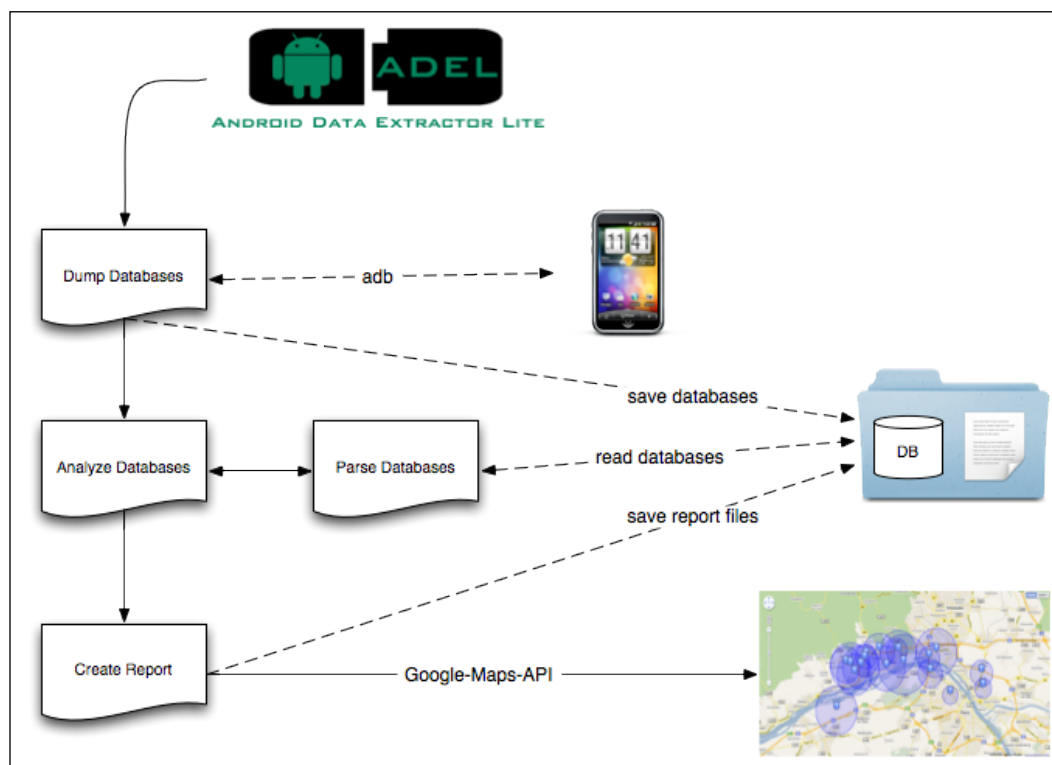 ADEL
ANDROID DATA EXTRACTOR LITE
Dump Databases
adb
11 41
save databases
Analyze Databases
Parse Databases
read databases
DB
save report files
Create Report
Google-Maps-API